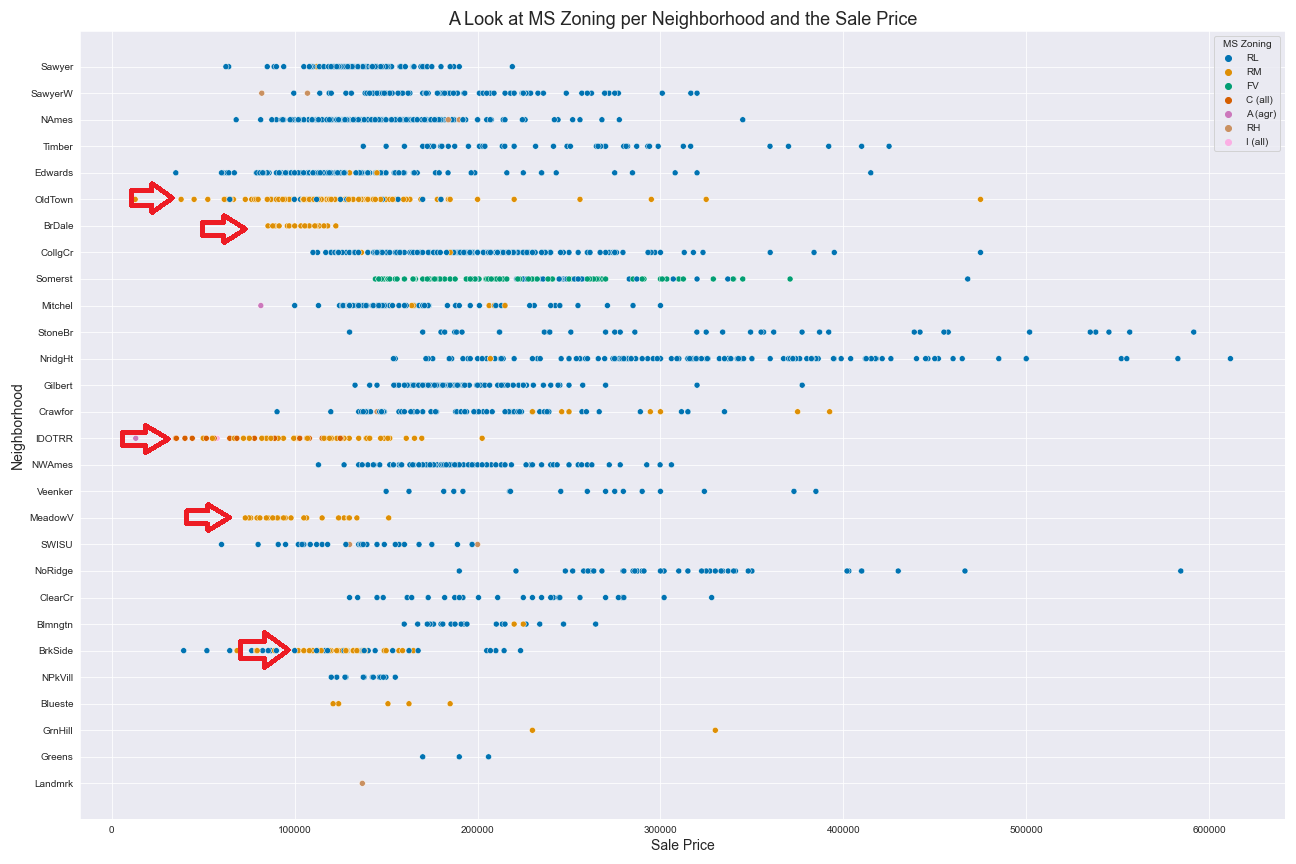 A Look at MS Zoning per Neighborhood and the Sale Price
MS Zoning
RL
RM
FV
C (all)
A (agr)
RH
I (all)
Neighborhood
Sawyer
SawyerW
NAmes
Timber
Edwards
OldTown
BrDale
CollgCr
Somerst
Mitchel
StoneBr
NridgHt
Gilbert
Crawfor
IDOTRR
NWAmes
Veenker
MeadowV
SWISU
NoRidge
ClearCr
Blmngtn
BrkSide
NPkVill
Blueste
GrnHill
Greens
Landmrk
0 100000 200000 300000 400000 500000 600000
Sale Price